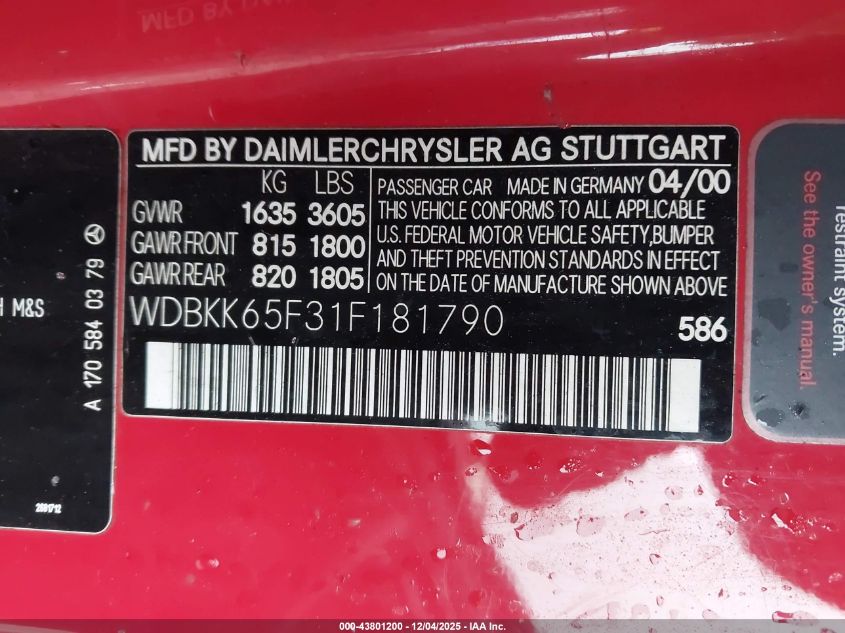 MFD BY DAIMLERCHRYSLER AG STUTTGART
KG LBS
GVWR 1635 3605
GAWR FRONT 815 1800
GAWR REAR 820 1805
PASSENGER CAR MADE IN GERMANY 04/00
THIS VEHICLE CONFORMS TO ALL APPLICABLE
U.S. FEDERAL MOTOR VEHICLE SAFETY,BUMPER
AND THEFT PREVENTION STANDARDS IN EFFECT
ON THE DATE OF MANUFACTURE SHOWN ABOVE
WDBKK65F31F181790
586
M&S
A 170 584 03 79
2691712
restraint system.
See the owner's
000-43801200 - 12/04/2025 - IAA Inc.